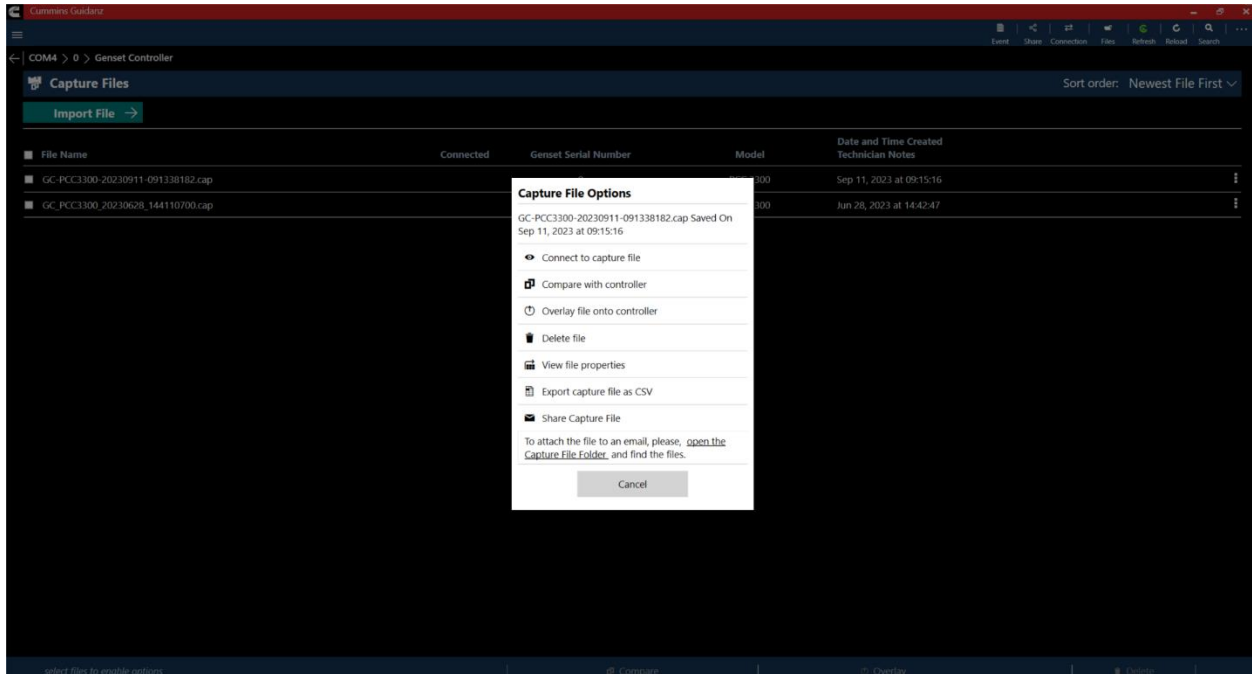 Cummins Guidanz
Event Share Connection Files Refresh Reload Search
COM4 > 0 > Genset Controller
Capture Files
Sort order: Newest File First
Import File
File Name Connected Genset Serial Number Model Date and Time Created
Technician Notes
GC-PCC3300-20230911-091338182.cap 3300 Sep 11, 2023 at 09:15:16
GC_PCC3300_20230628_144110700.cap 300 Jun 28, 2023 at 14:42:47
Capture File Options
GC-PCC3300-20230911-091338182.cap Saved On
Sep 11, 2023 at 09:15:16
Connect to capture file
Compare with controller
Overlay file onto controller
Delete file
View file properties
Export capture file as CSV
Share Capture File
To attach the file to an email, please, open the
Capture File Folder and find the files.
Cancel
select files to enable options Compare Overlay Delete